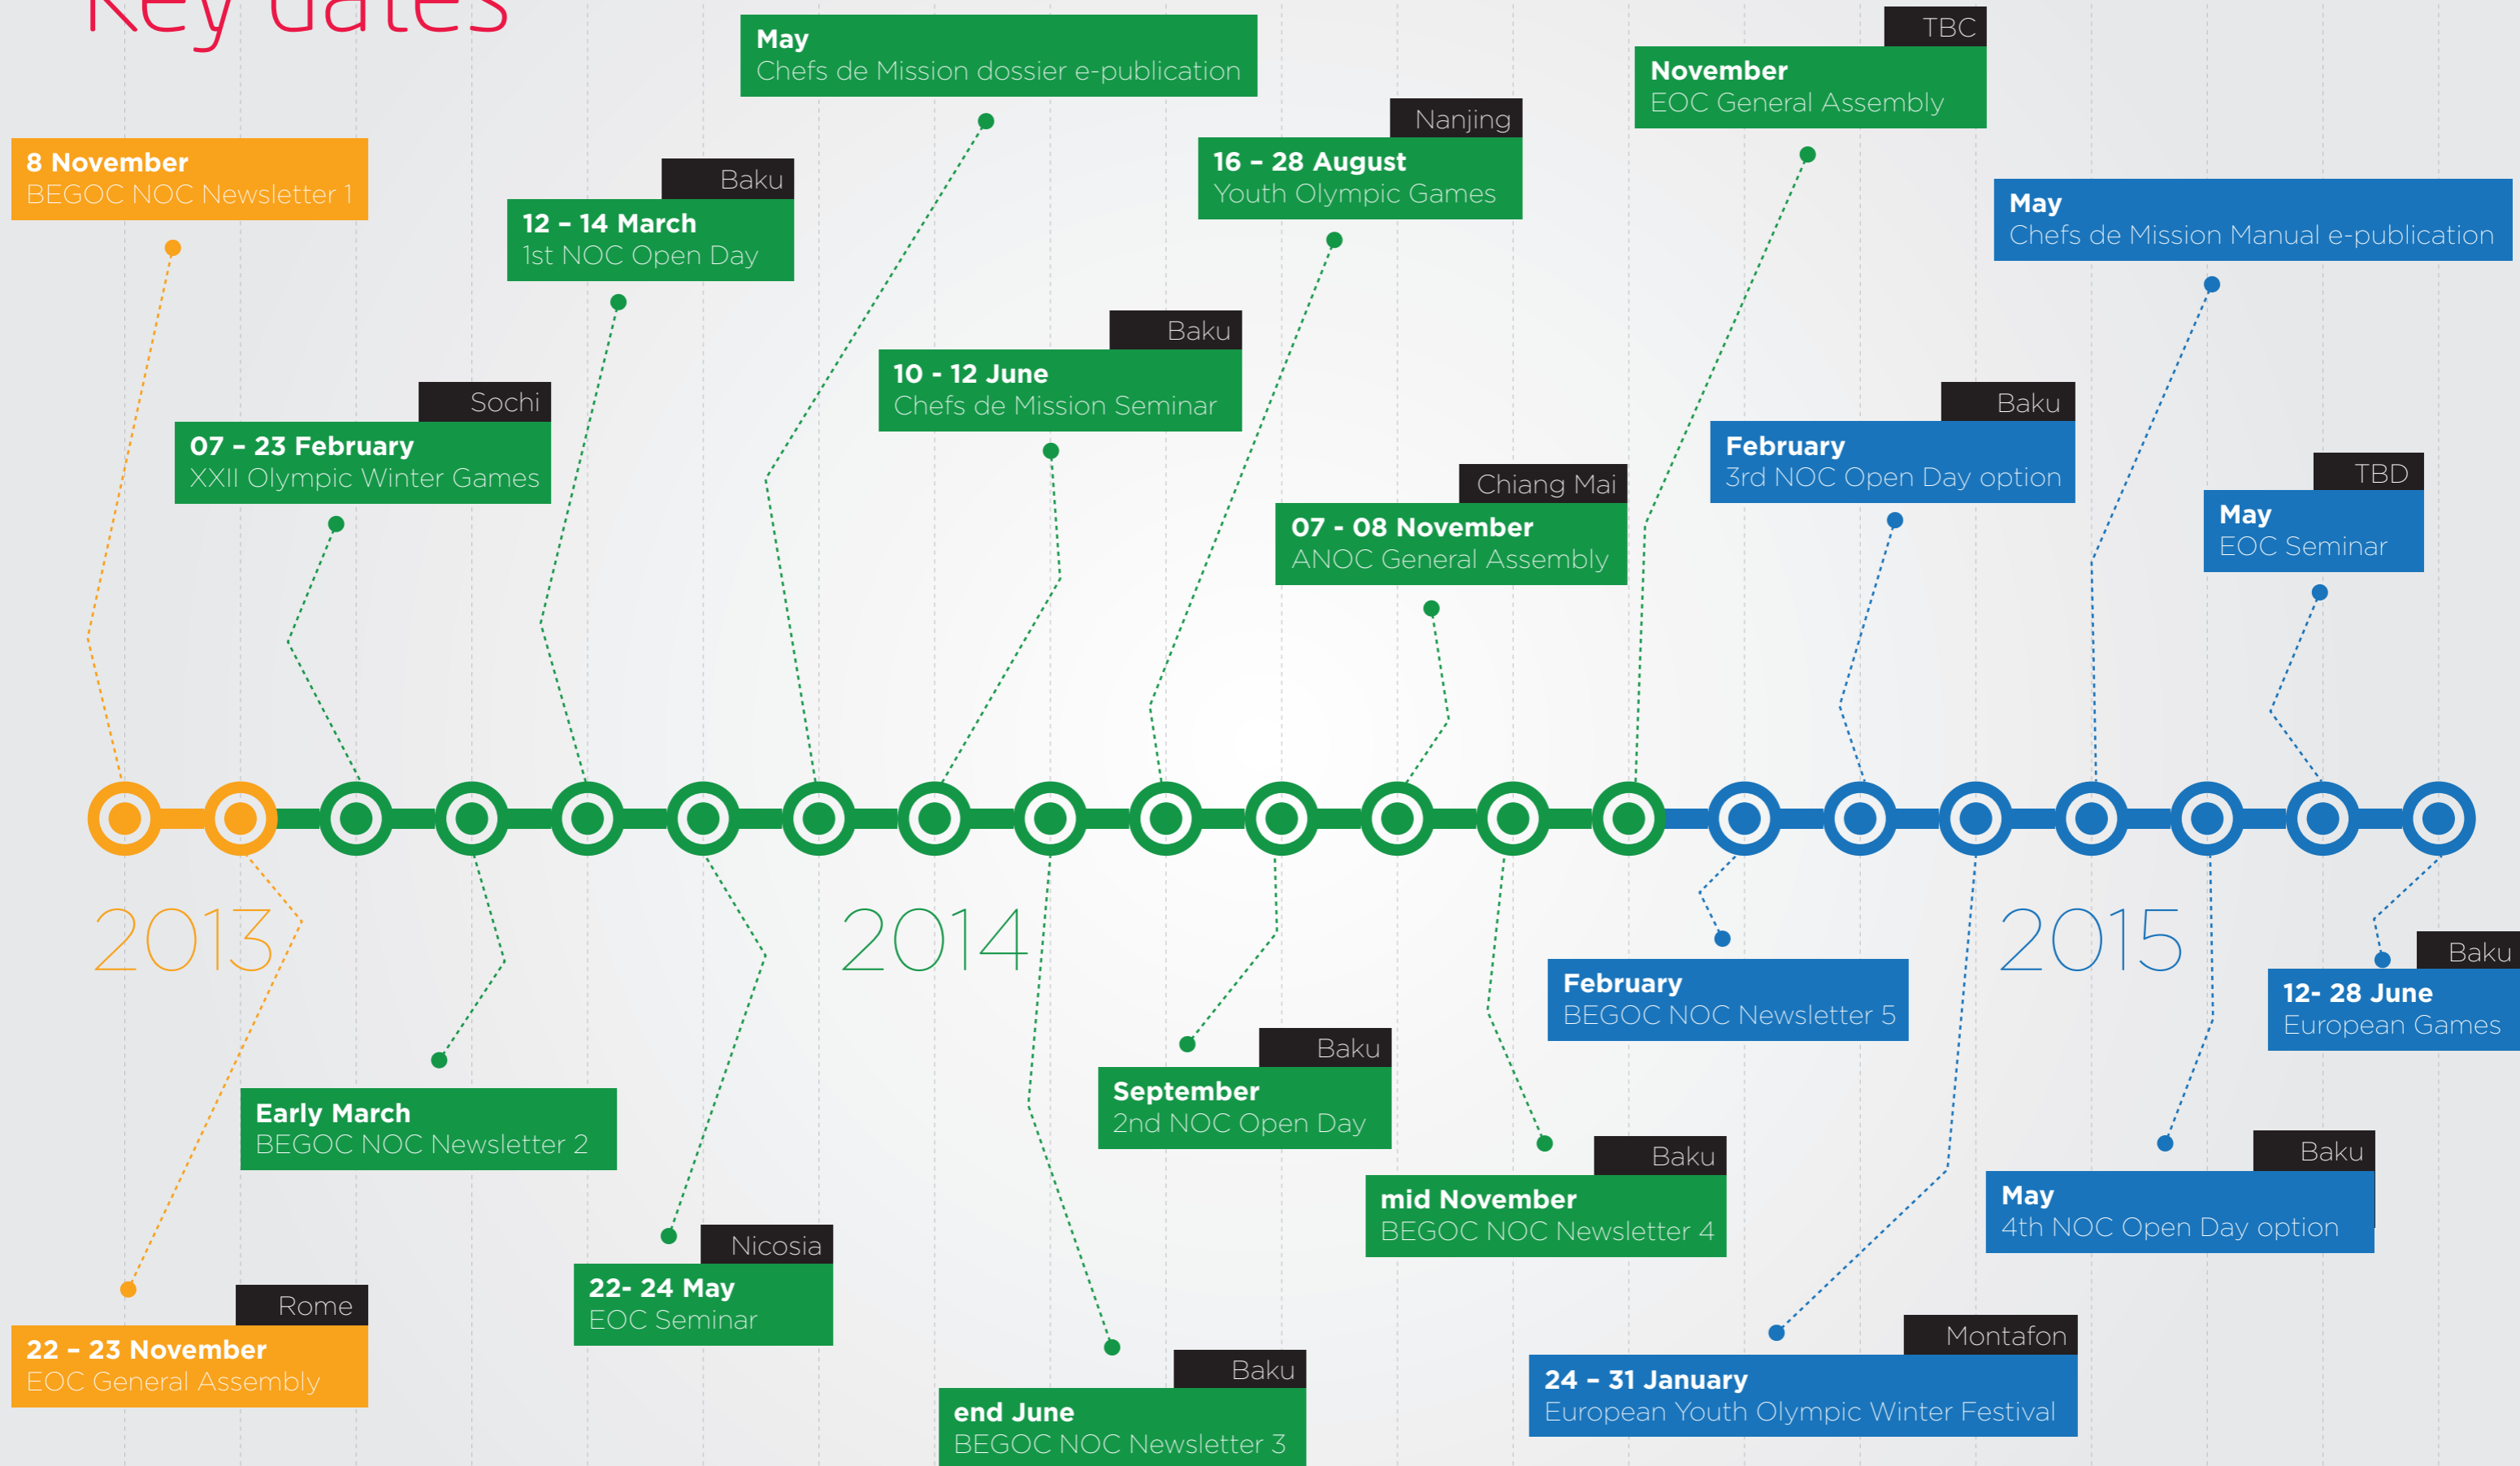 Key dates
8 November
BEGOC NOC Newsletter 1
Sochi
07 – 23 February
XXII Olympic Winter Games
Baku
12 – 14 March
1st NOC Open Day
May
Chefs de Mission dossier e-publication
Baku
10 - 12 June
Chefs de Mission Seminar
Nanjing
16 – 28 August
Youth Olympic Games
Chiang Mai
07 - 08 November
ANOC General Assembly
TBC
November
EOC General Assembly
Baku
February
3rd NOC Open Day option
May
Chefs de Mission Manual e-publication
TBD
May
EOC Seminar
2013
2014
2015
Rome
22 – 23 November
EOC General Assembly
Early March
BEGOC NOC Newsletter 2
Nicosia
22- 24 May
EOC Seminar
Baku
end June
BEGOC NOC Newsletter 3
Baku
September
2nd NOC Open Day
Baku
mid November
BEGOC NOC Newsletter 4
February
BEGOC NOC Newsletter 5
Montafon
24 – 31 January
European Youth Olympic Winter Festival
Baku
May
4th NOC Open Day option
Baku
12- 28 June
European Games